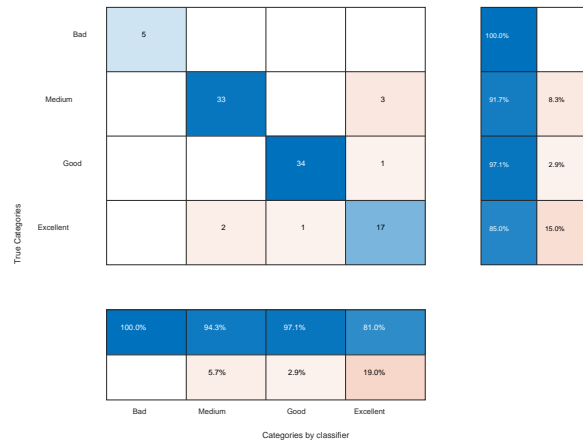 Bad 5 100.0%
Medium 33 3 91.7% 8.3%
Good 34 1 97.1% 2.9%
Excellent 2 1 17 85.0% 15.0%
True Categories
100.0% 94.3% 97.1% 81.0%
5.7% 2.9% 19.0%
Bad Medium Good Excellent
Categories by classifier